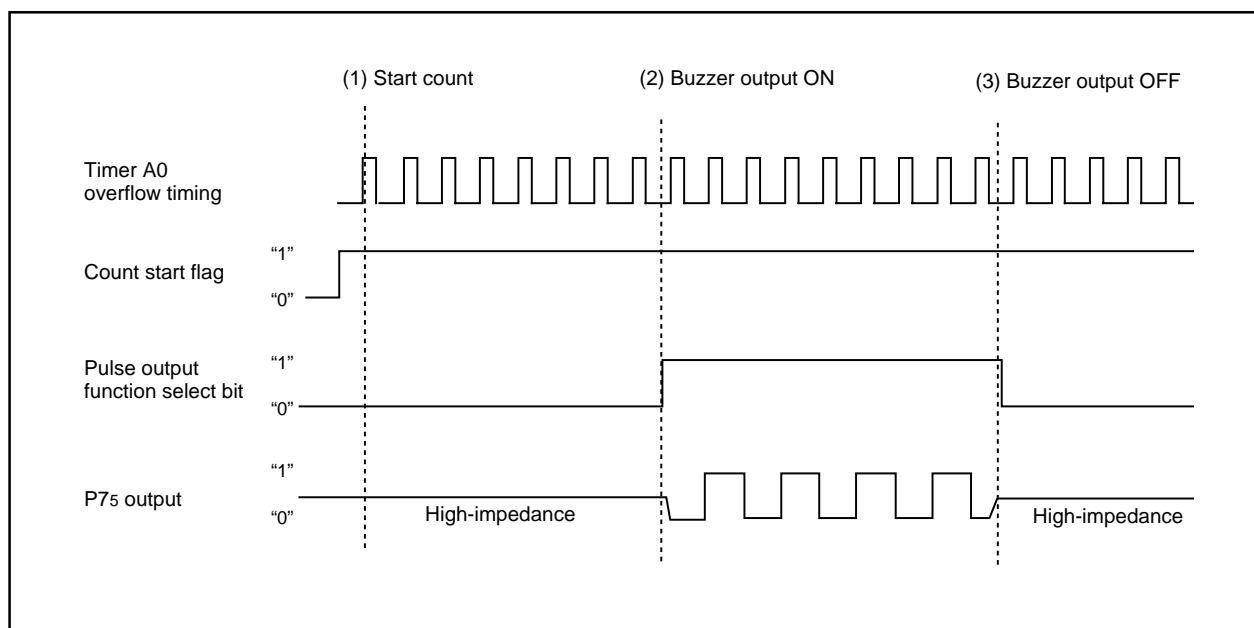 (1) Start count
(2) Buzzer output ON
(3) Buzzer output OFF
Timer A0
overflow timing
“1”
Count start flag
“0”
“1”
Pulse output
function select bit
“0”
“1”
P75 output
“0”
High-impedance
High-impedance